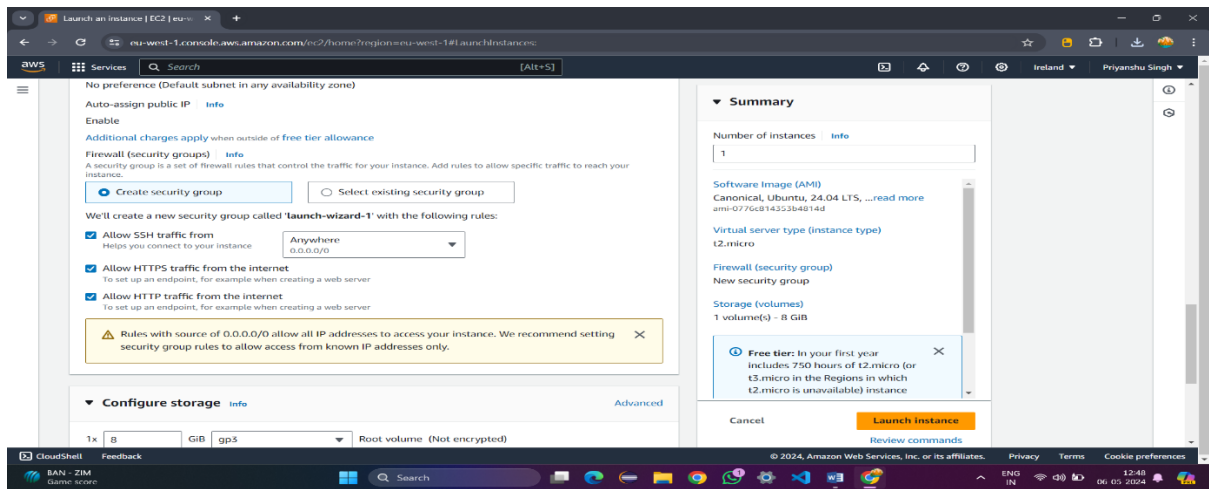 Launch an instance | EC2 | eu-w
eu-west-1.console.aws.amazon.com/ec2/home?region=eu-west-1#LaunchInstances:
aws Services Search [Alt+S] Ireland Priyanshu Singh
No preference (Default subnet in any availability zone)
Auto-assign public IP Info
Enable
Additional charges apply when outside of free tier allowance
Firewall (security groups) Info
A security group is a set of firewall rules that control the traffic for your instance. Add rules to allow specific traffic to reach your
instance.
Create security group Select existing security group
We'll create a new security group called 'launch-wizard-1' with the following rules:
Allow SSH traffic from
Helps you connect to your instance
Anywhere
0.0.0.0/0
Allow HTTPS traffic from the internet
To set up an endpoint, for example when creating a web server
Allow HTTP traffic from the internet
To set up an endpoint, for example when creating a web server
Rules with source of 0.0.0.0/0 allow all IP addresses to access your instance. We recommend setting
security group rules to allow access from known IP addresses only.
Configure storage Info Advanced
1x 8 GiB gp3 Root volume (Not encrypted)
Summary
Number of instances Info
1
Software Image (AMI)
Canonical, Ubuntu, 24.04 LTS, ...read more
ami-0776c814353b4814d
Virtual server type (instance type)
t2.micro
Firewall (security group)
New security group
Storage (volumes)
1 volume(s) - 8 GiB
Free tier: In your first year
includes 750 hours of t2.micro (or
t3.micro in the Regions in which
t2.micro is unavailable) instance
Cancel Launch instance
Review commands
CloudShell Feedback © 2024, Amazon Web Services, Inc. or its affiliates. Privacy Terms Cookie preferences
BAN - ZIM
Game score
Search
ENG
IN
12:48
06-05-2024